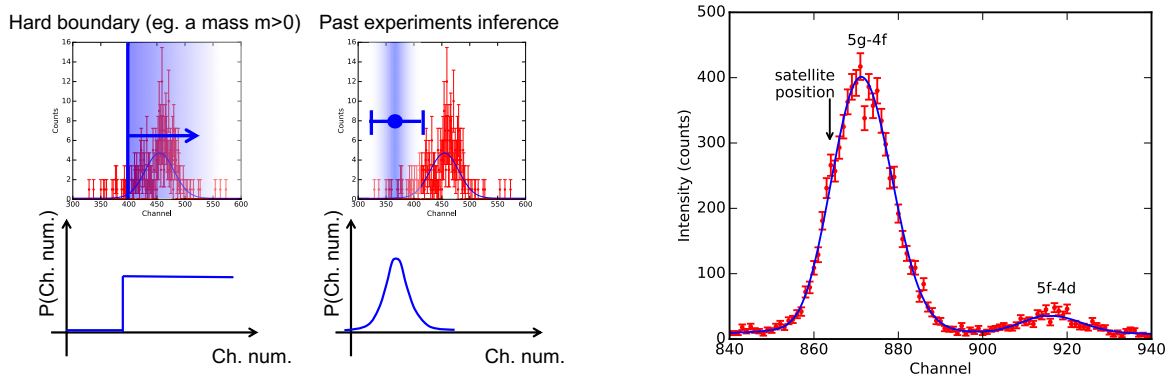 Hard boundary (eg. a mass m>0)
16
14
12
10
8
6
4
2
0
Counts
300 350 400 450 500 550 600
Channel
P(Ch. num.)
Ch. num.
Past experiments inference
16
14
12
10
8
6
4
2
0
Counts
300 350 400 450 500 550 600
Channel
P(Ch. num.)
Ch. num.
500
400
300
200
100
0
Intensity (counts)
5g-4f
satellite
position
5f-4d
840 860 880 900 920 940
Channel